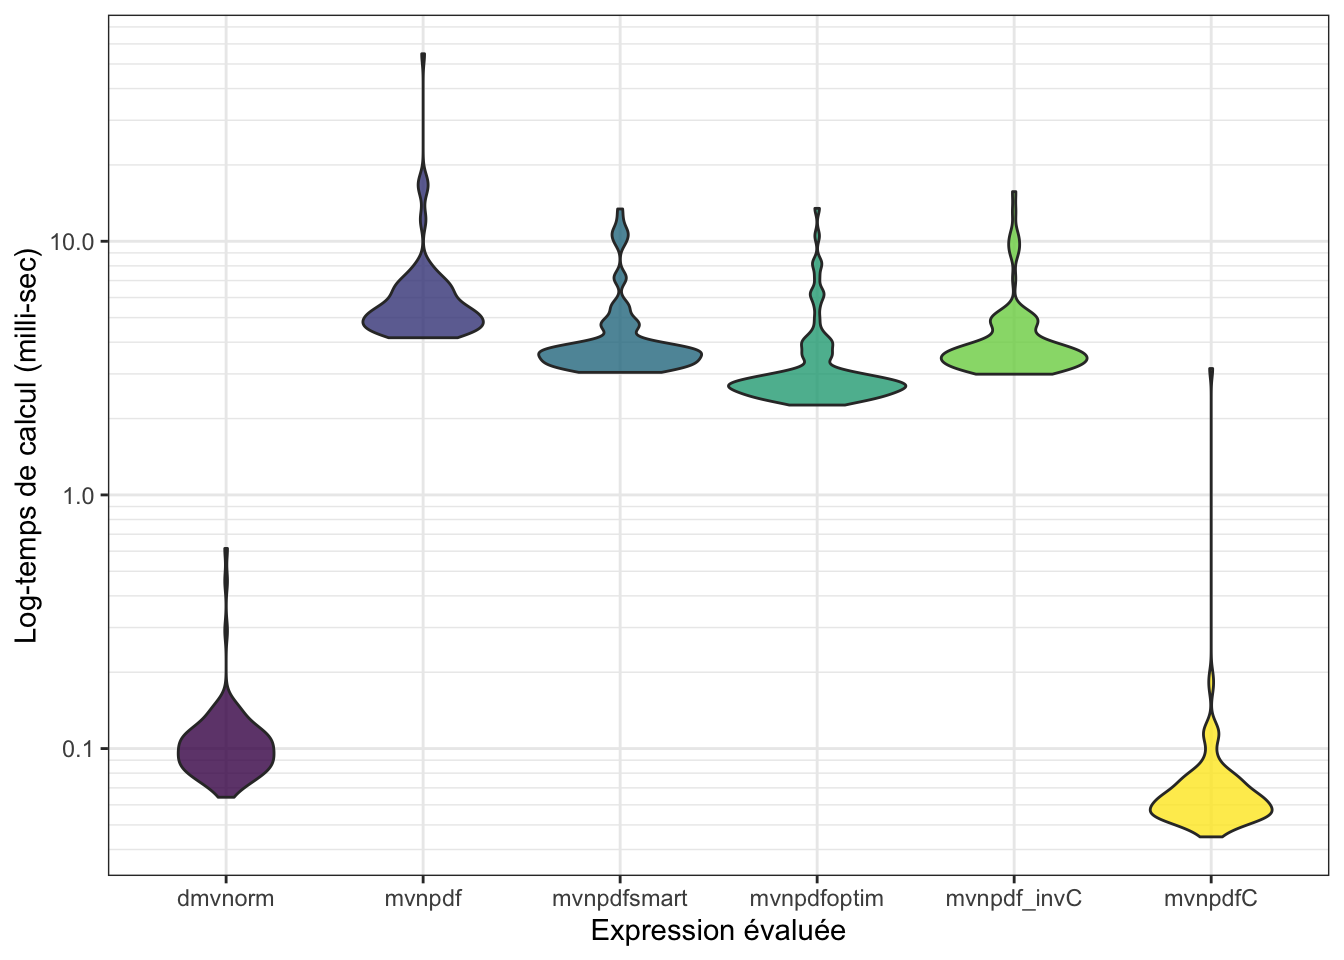 Log-temps de calcul (milli-sec)
10.0
1.0
0.1
dmvnorm mvnpdf mvnpdfsmart mvnpdfoptim mvnpdf_invC mvnpdfC
Expression évaluée